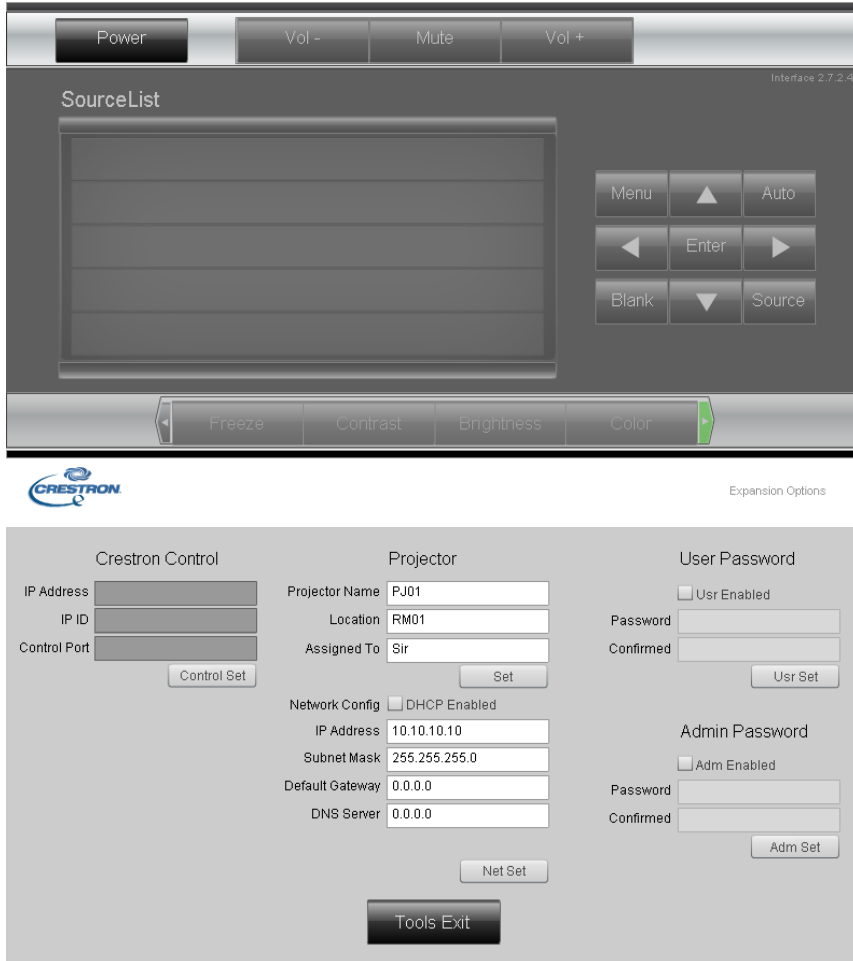 Power Vol - Mute Vol +
Interface 2.7.2.4
SourceList
Menu Auto
Enter
Blank Source
Freeze Contrast Brightness Color
CRESTRON. Expansion Options
Crestron Control
IP Address
IP ID
Control Port
Control Set
Projector
Projector Name PJ01
Location RM01
Assigned To Sir
Set
Network Config DHCP Enabled
IP Address 10.10.10.10
Subnet Mask 255.255.255.0
Default Gateway 0.0.0.0
DNS Server 0.0.0.0
Net Set
User Password
Usr Enabled
Password
Confirmed
Usr Set
Admin Password
Adm Enabled
Password
Confirmed
Adm Set
Tools Exit